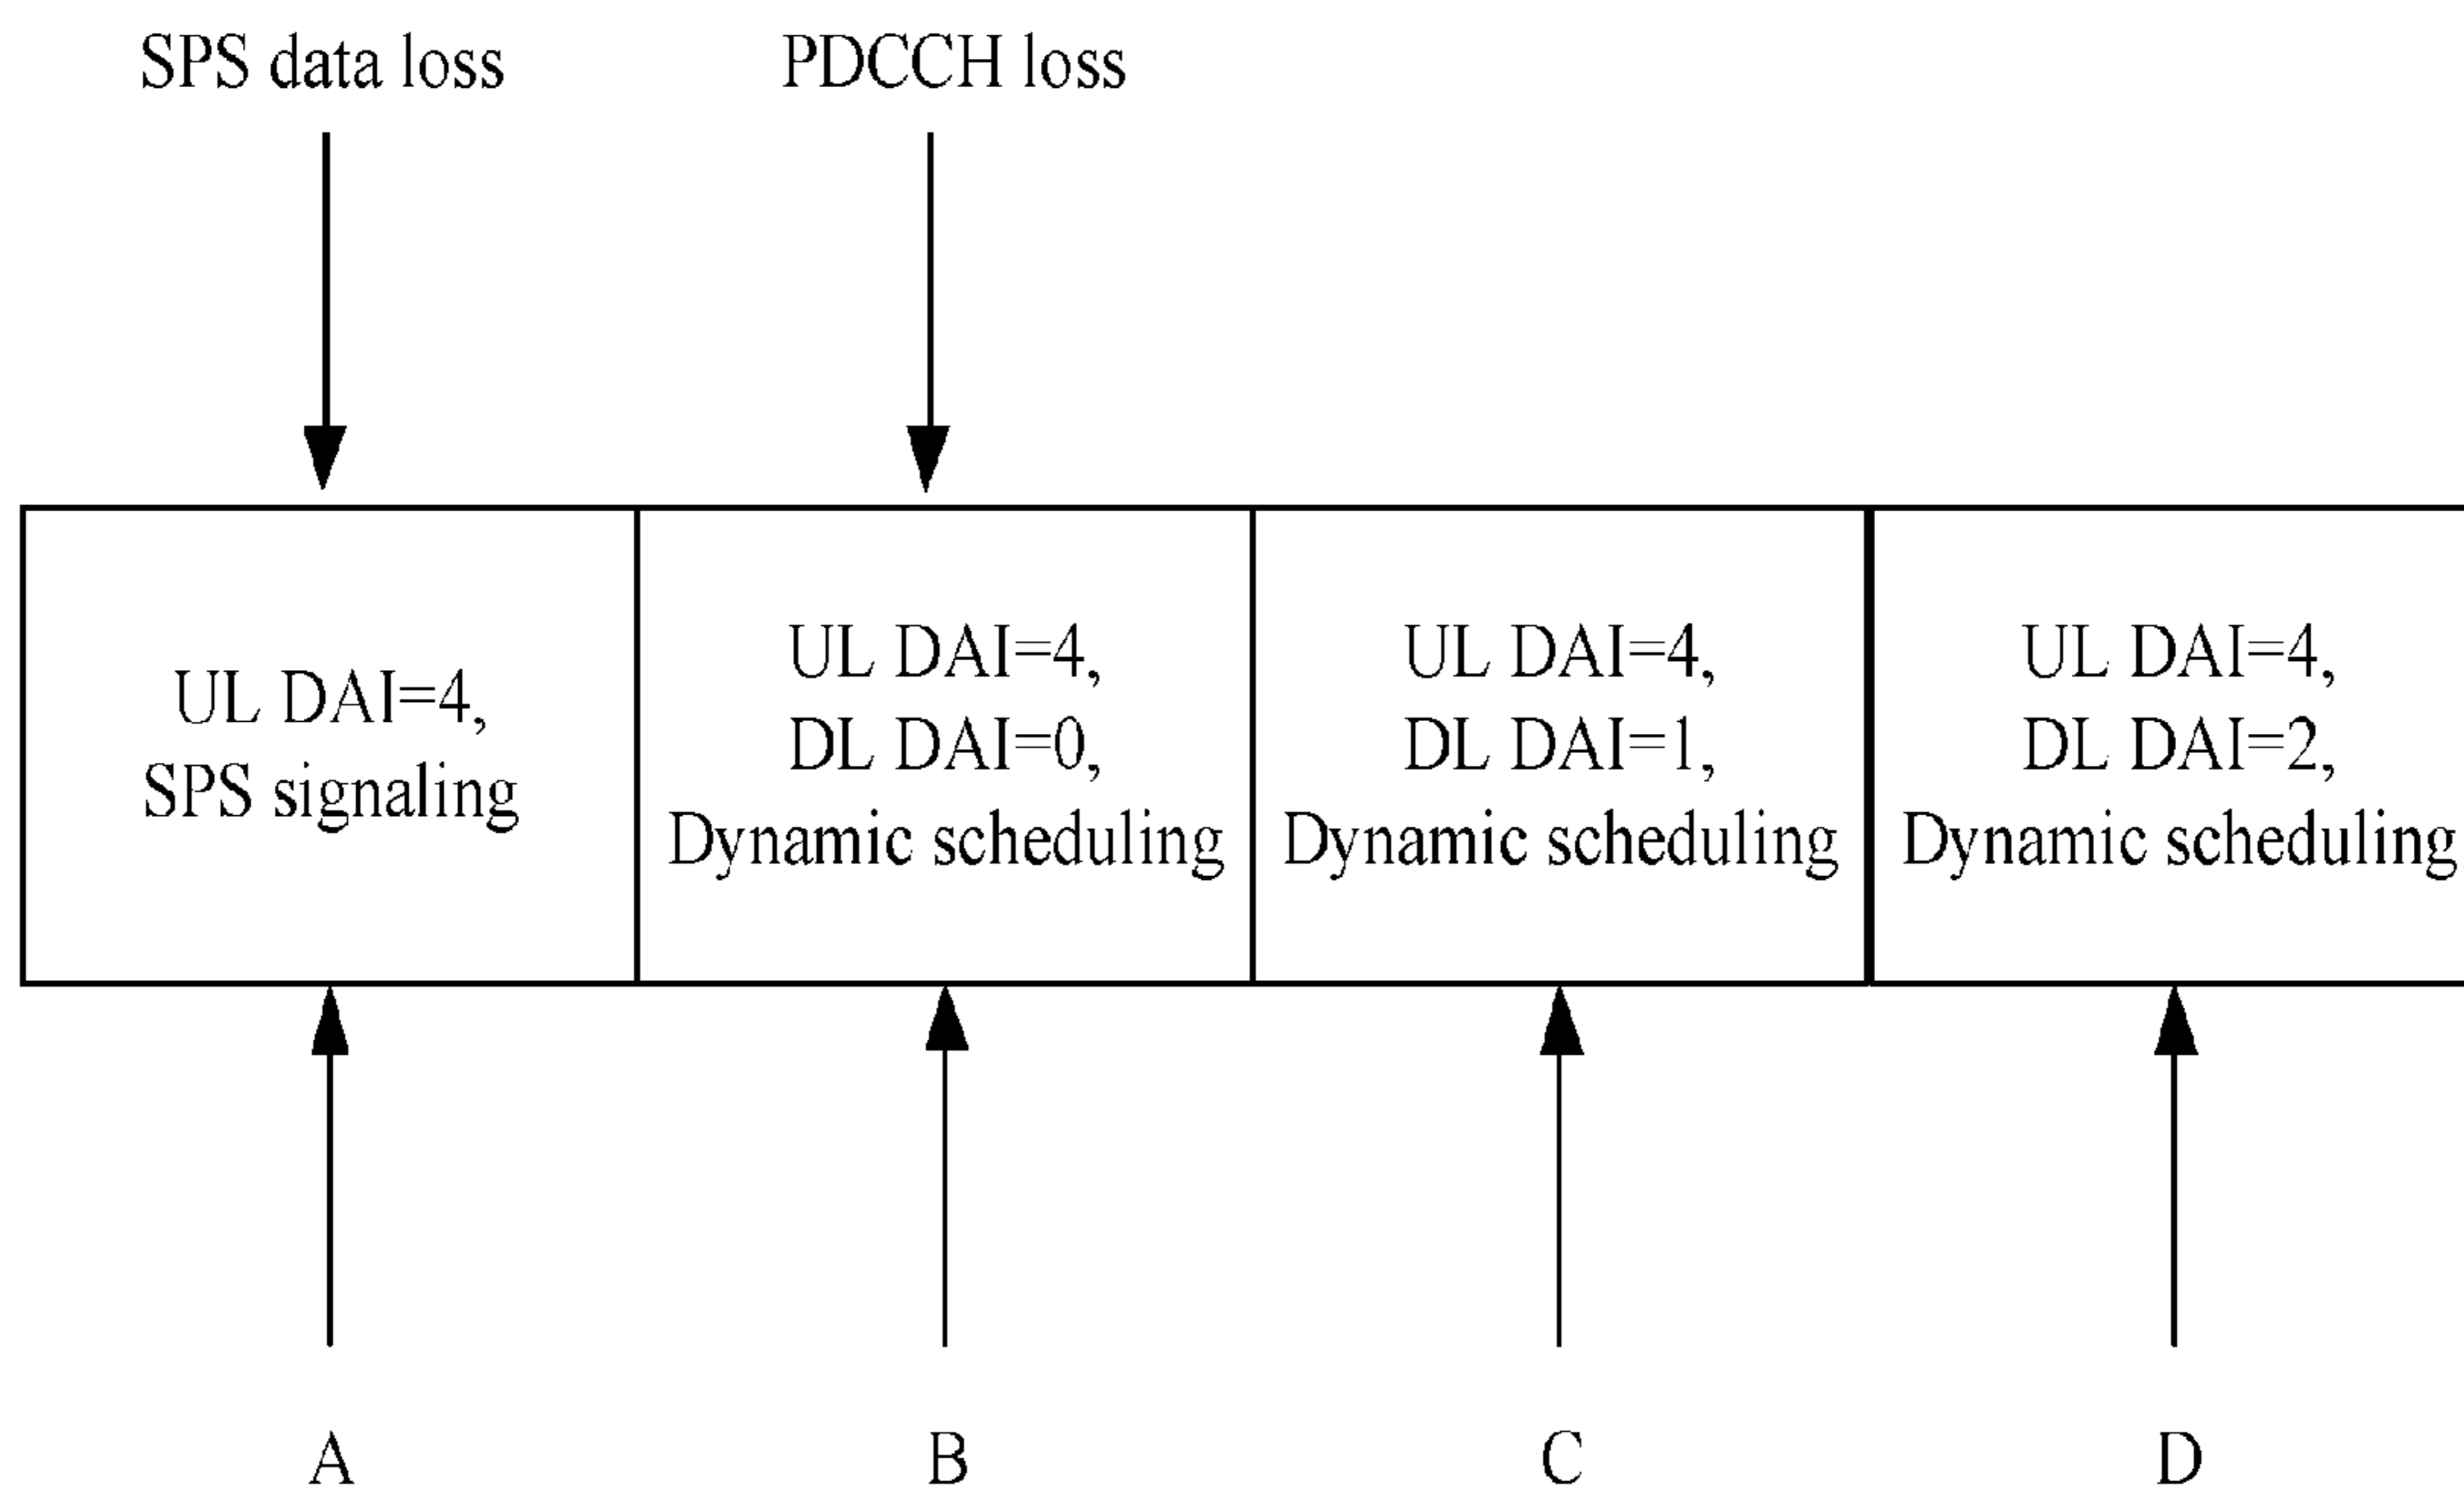 SPS data loss
PDCCH loss
UL DAI=4,
SPS signaling
UL DAI=4,
DL DAI=0,
Dynamic scheduling
UL DAI=4,
DL DAI=1,
Dynamic scheduling
UL DAI=4,
DL DAI=2,
Dynamic scheduling
A
B
C
D